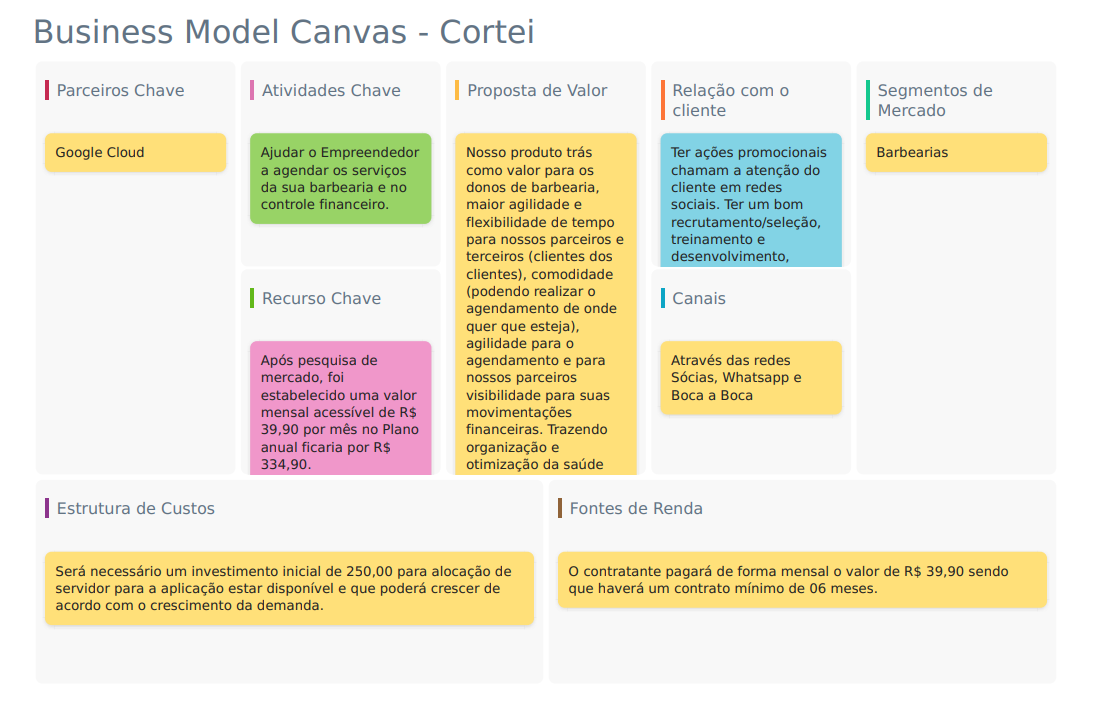 Business Model Canvas - Cortei
Parceiros Chave
Google Cloud
Atividades Chave
Ajudar o Empreendedor
a agendar os serviços
da sua barbearia e no
controle financeiro.
Recurso Chave
Após pesquisa de
mercado, foi
estabelecido uma valor
mensal acessível de R$
39,90 por mês no Plano
anual ficaria por R$
334,90.
Proposta de Valor
Nosso produto trás
como valor para os
donos de barbearia,
maior agilidade e
flexibilidade de tempo
para nossos parceiros e
terceiros (clientes dos
clientes), comodidade
(podendo realizar o
agendamento de onde
quer que esteja),
agilidade para o
agendamento e para
nossos parceiros
visibilidade para suas
movimentações
financeiras. Trazendo
organização e
otimização da saúde
Relação com o
cliente
Ter ações promocionais
chamam a atenção do
cliente em redes
sociais. Ter um bom
recrutamento/seleção,
treinamento e
desenvolvimento,
Canais
Através das redes
Sócias, Whatsapp e
Boca a Boca
Segmentos de
Mercado
Barbearias
Estrutura de Custos
Será necessário um investimento inicial de 250,00 para alocação de
servidor para a aplicação estar disponível e que poderá crescer de
acordo com o crescimento da demanda.
Fontes de Renda
O contratante pagará de forma mensal o valor de R$ 39,90 sendo
que haverá um contrato mínimo de 06 meses.